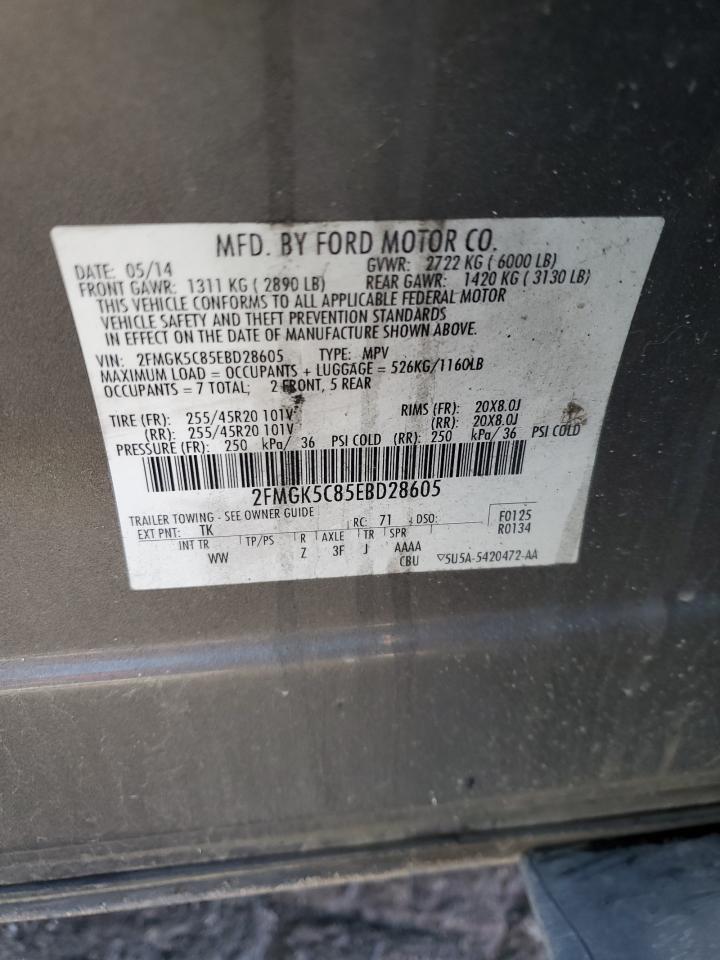 MFD. BY FORD MOTOR CO.
DATE: 05/14 GVWR: 2722 KG ( 6000 LB)
FRONT GAWR: 1311 KG ( 2890 LB) REAR GAWR: 1420 KG ( 3130 LB)
THIS VEHICLE CONFORMS TO ALL APPLICABLE FEDERAL MOTOR
VEHICLE SAFETY AND THEFT PREVENTION STANDARDS
IN EFFECT ON THE DATE OF MANUFACTURE SHOWN ABOVE.
VIN: 2FMGK5C85EBD28605 TYPE: MPV
MAXIMUM LOAD = OCCUPANTS + LUGGAGE = 526KG/1160LB
OCCUPANTS = 7 TOTAL; 2 FRONT, 5 REAR
TIRE (FR): 255/45R20 101V RIMS (FR): 20X8.0J
(RR): 255/45R20 101V (RR): 20X8.0J
PRESSURE (FR): 250 kPa/ 36 PSI COLD (RR): 250 kPa/ 36 PSI COLD
2FMGK5C85EBD28605
TRAILER TOWING - SEE OWNER GUIDE
EXT PNT: TK RC: 71 DSO: F0125
R0134
INT TR TP/PS R AXLE TR SPR
WW Z 3F J AAAA
CBU ▽5U5A-5420472-AA